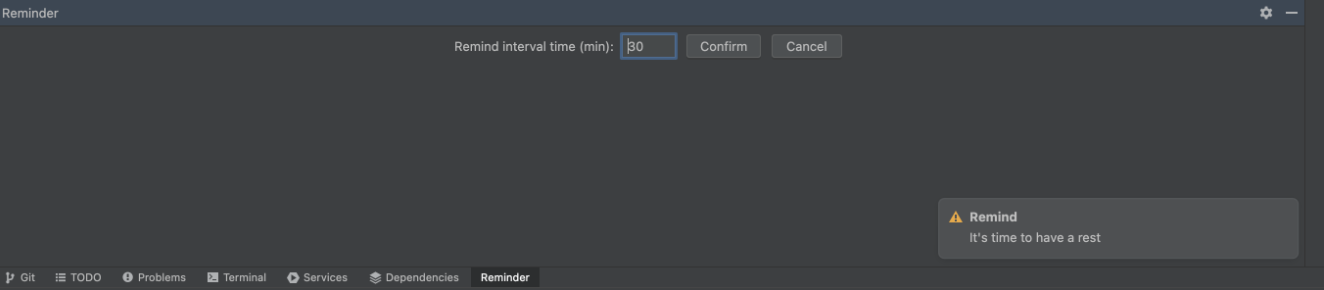 Reminder
Remind interval time (min): 30 Confirm Cancel
Remind
It's time to have a rest
Git TODO Problems Terminal Services Dependencies Reminder